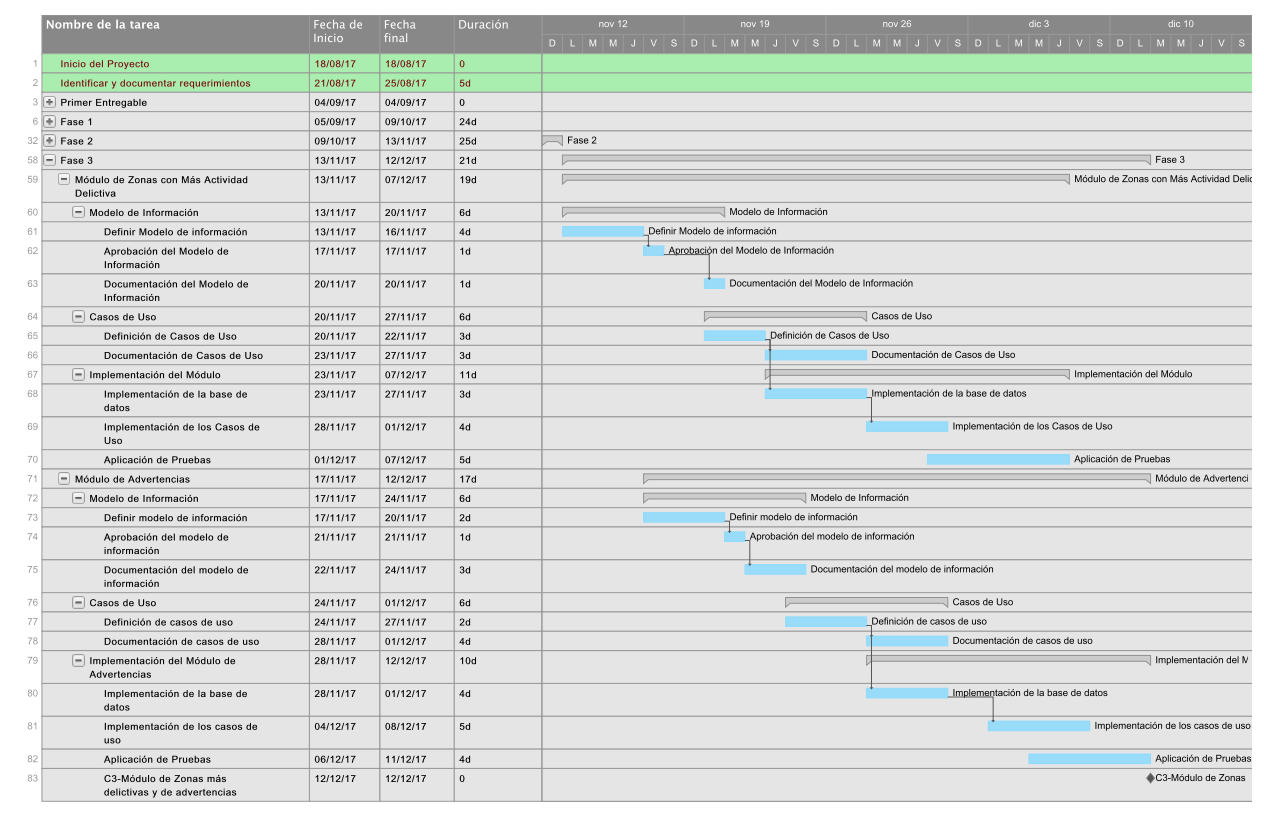 Nombre de la tarea Fecha de Inicio Fecha final Duración nov 12 nov 19 nov 26 dic 3 dic 10
D L M M J V S D L M M J V S D L M M J V S D L M M J V S D L M M J V S
1 Inicio del Proyecto 18/08/17 18/08/17 0
2 Identificar y documentar requerimientos 21/08/17 25/08/17 5d
3 Primer Entregable 04/09/17 04/09/17 0
6 Fase 1 05/09/17 09/10/17 24d
32 Fase 2 09/10/17 13/11/17 25d Fase 2
58 Fase 3 13/11/17 12/12/17 21d Fase 3
59 Módulo de Zonas con Más Actividad 13/11/17 07/12/17 19d Módulo de Zonas con Más Actividad Delic
Delictiva
60 Modelo de Información 13/11/17 20/11/17 6d Modelo de Información
61 Definir Modelo de información 13/11/17 16/11/17 4d Definir Modelo de información
62 Aprobación del Modelo de 17/11/17 17/11/17 1d Aprobación del Modelo de Información
Información
63 Documentación del Modelo de 20/11/17 20/11/17 1d Documentación del Modelo de Información
Información
64 Casos de Uso 20/11/17 27/11/17 6d Casos de Uso
65 Definición de Casos de Uso 20/11/17 22/11/17 3d Definición de Casos de Uso
66 Documentación de Casos de Uso 23/11/17 27/11/17 3d Documentación de Casos de Uso
67 Implementación del Módulo 23/11/17 07/12/17 11d Implementación del Módulo
68 Implementación de la base de 23/11/17 27/11/17 3d Implementación de la base de datos
datos
69 Implementación de los Casos de 28/11/17 01/12/17 4d Implementación de los Casos de Uso
Uso
70 Aplicación de Pruebas 01/12/17 07/12/17 5d Aplicación de Pruebas
71 Módulo de Advertencias 17/11/17 12/12/17 17d Módulo de Advertenci
72 Modelo de Información 17/11/17 24/11/17 6d Modelo de Información
73 Definir modelo de información 17/11/17 20/11/17 2d Definir modelo de información
74 Aprobación del modelo de 21/11/17 21/11/17 1d Aprobación del modelo de información
información
75 Documentación del modelo de 22/11/17 24/11/17 3d Documentación del modelo de información
información
76 Casos de Uso 24/11/17 01/12/17 6d Casos de Uso
77 Definición de casos de uso 24/11/17 27/11/17 2d Definición de casos de uso
78 Documentación de casos de uso 28/11/17 01/12/17 4d Documentación de casos de uso
79 Implementación del Módulo de 28/11/17 12/12/17 10d Implementación del M
Advertencias
80 Implementación de la base de 28/11/17 01/12/17 4d Implementación de la base de datos
datos
81 Implementación de los casos de 04/12/17 08/12/17 5d Implementación de los casos de uso
uso
82 Aplicación de Pruebas 06/12/17 11/12/17 4d Aplicación de Pruebas
83 C3-Módulo de Zonas más 12/12/17 12/12/17 0 C3-Módulo de Zonas
delictivas y de advertencias